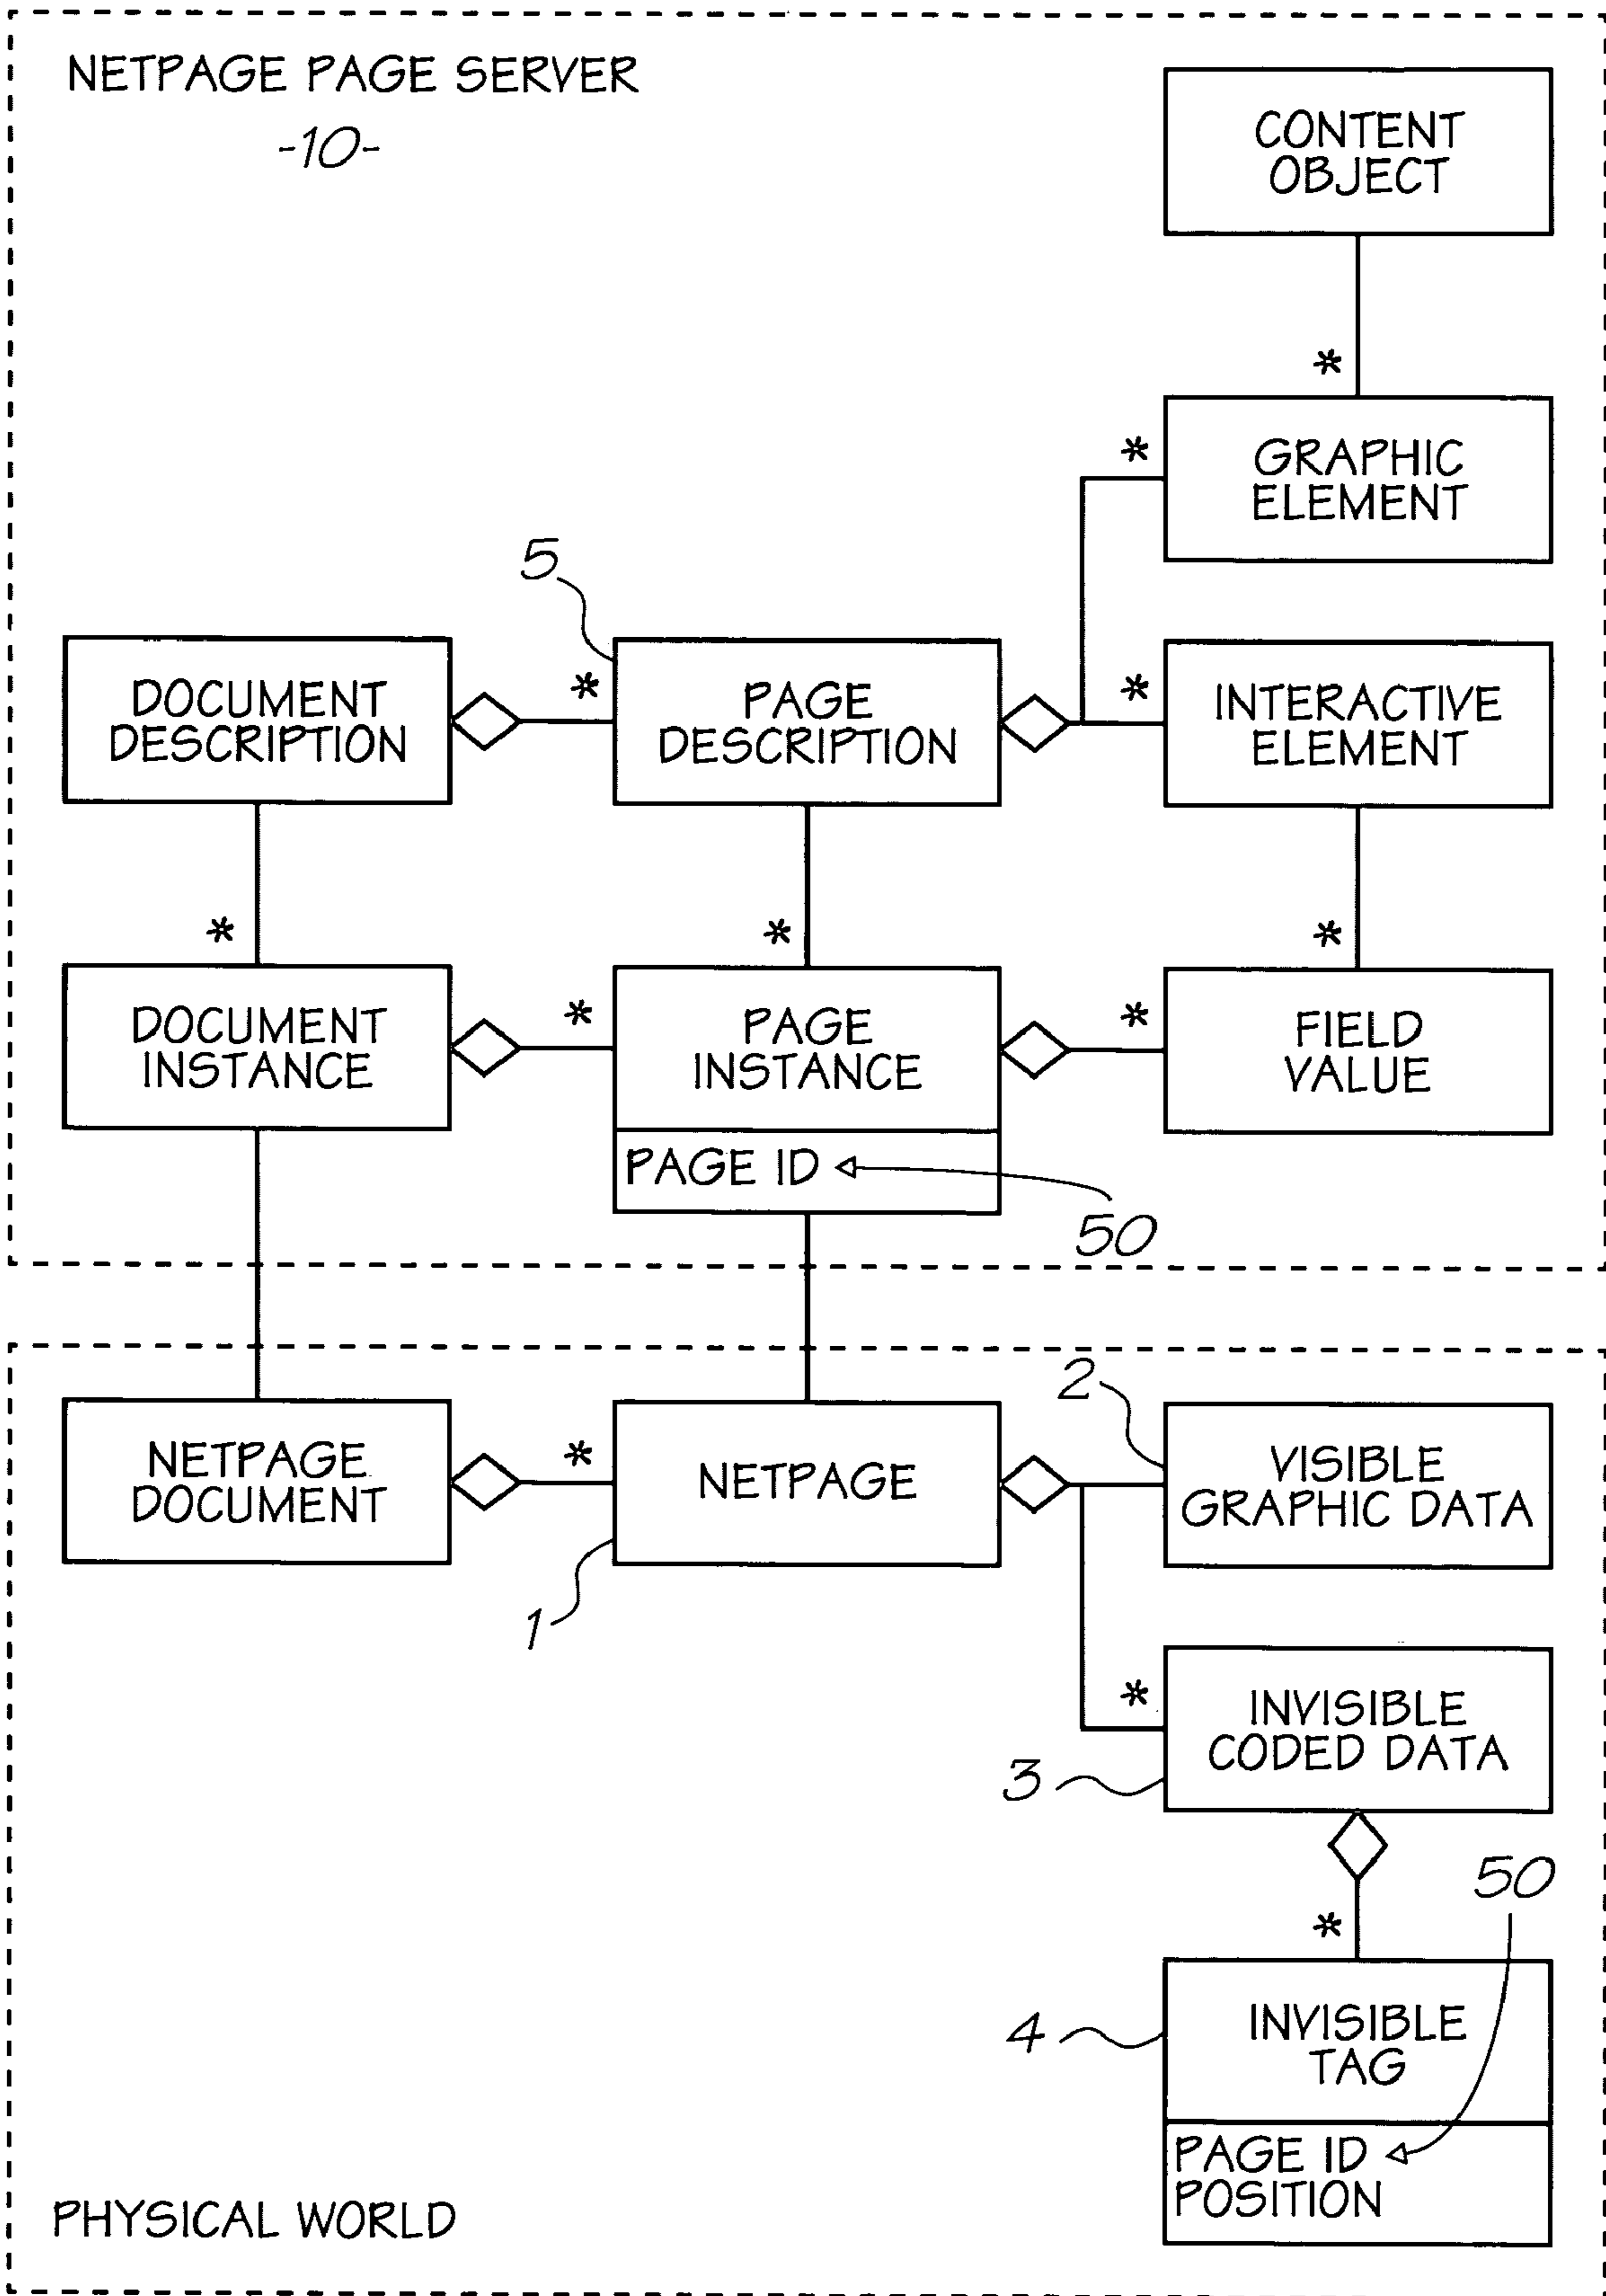 NETPAGE PAGE SERVER
-10-
CONTENT
OBJECT
*
*
GRAPHIC
ELEMENT
5
DOCUMENT
DESCRIPTION
*
PAGE
DESCRIPTION
*
INTERACTIVE
ELEMENT
*
*
*
DOCUMENT
INSTANCE
*
PAGE
INSTANCE
*
FIELD
VALUE
PAGE ID
50
2
NETPAGE
DOCUMENT
*
NETPAGE
VISIBLE
GRAPHIC DATA
1
*
INVISIBLE
CODED DATA
3
50
*
4
INVISIBLE
TAG
PAGE ID
POSITION
PHYSICAL WORLD